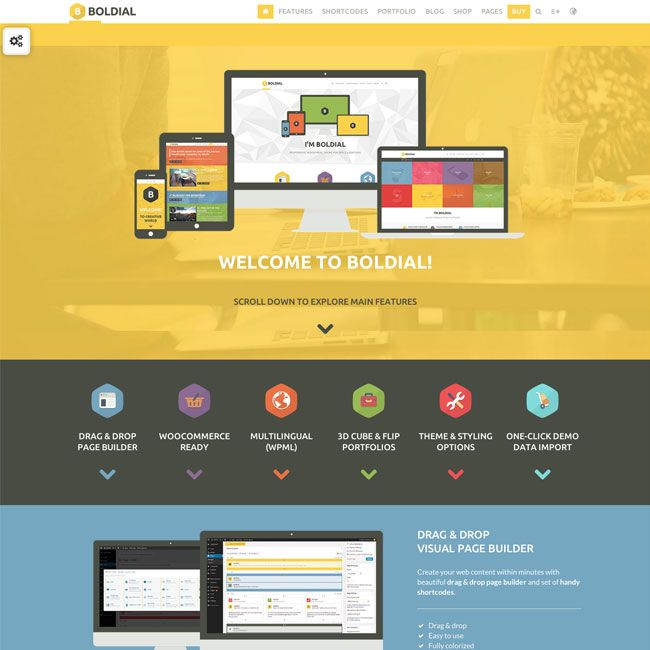 B BOLDIAL
FEATURES SHORTCODES PORTFOLIO BLOG SHOP PAGES BUY
BOLDIAL
B
I'M BOLDIAL
B
WELCOME
TO CREATIVE
WORLD
I'M BOLDIAL
WELCOME TO BOLDIAL!
SCROLL DOWN TO EXPLORE MAIN FEATURES
DRAG & DROP
PAGE BUILDER
WOOCOMMERCE
READY
MULTILINGUAL
(WPML)
3D CUBE & FLIP
PORTFOLIOS
THEME & STYLING
OPTIONS
ONE-CLICK DEMO
DATA IMPORT
DRAG & DROP
VISUAL PAGE BUILDER
Create your web content within minutes with
beautiful drag & drop page builder and set of handy
shortcodes.
Drag & drop
Easy to use
Fully colorized